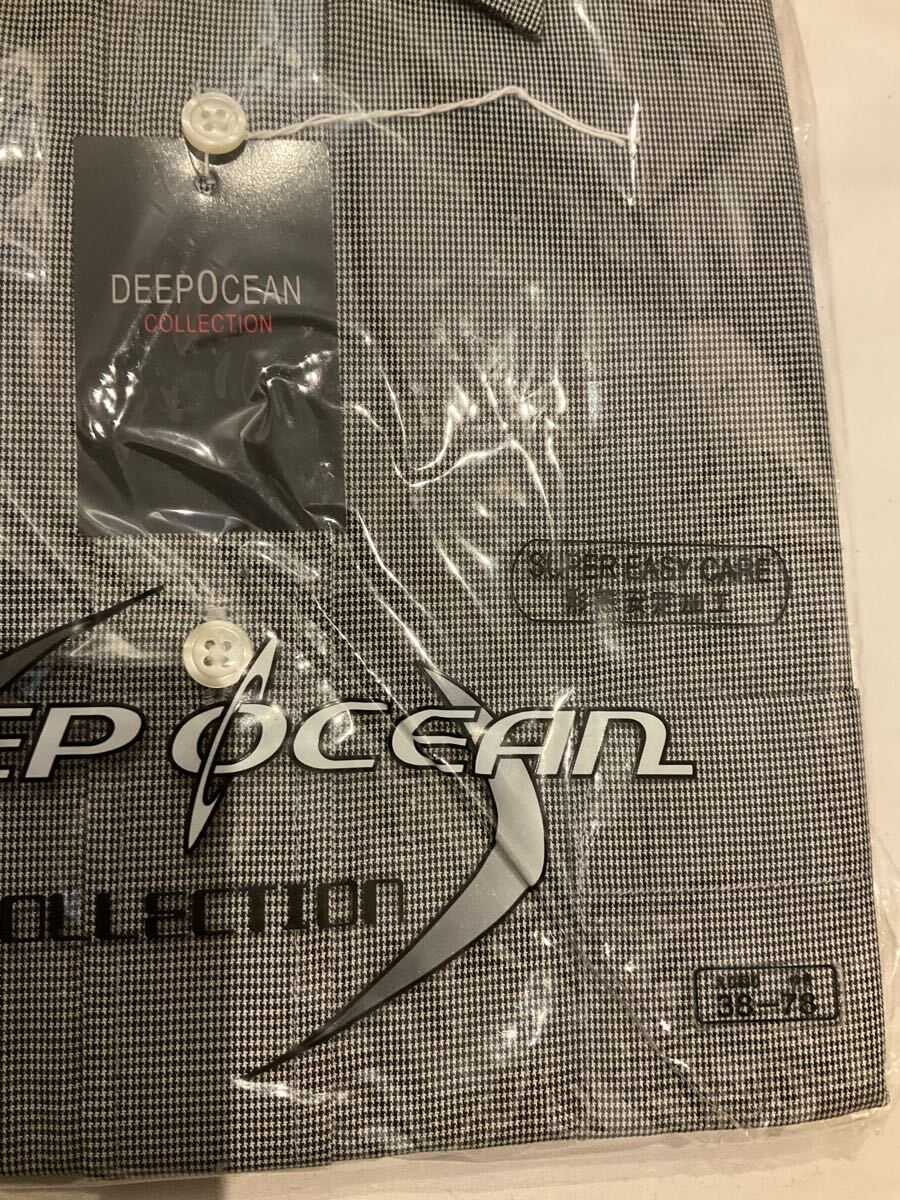 DEEPOCEAN
COLLECTION
SUPER EASY CARE
形態安定加工
EP OCEAN
OLLECTION
38-78